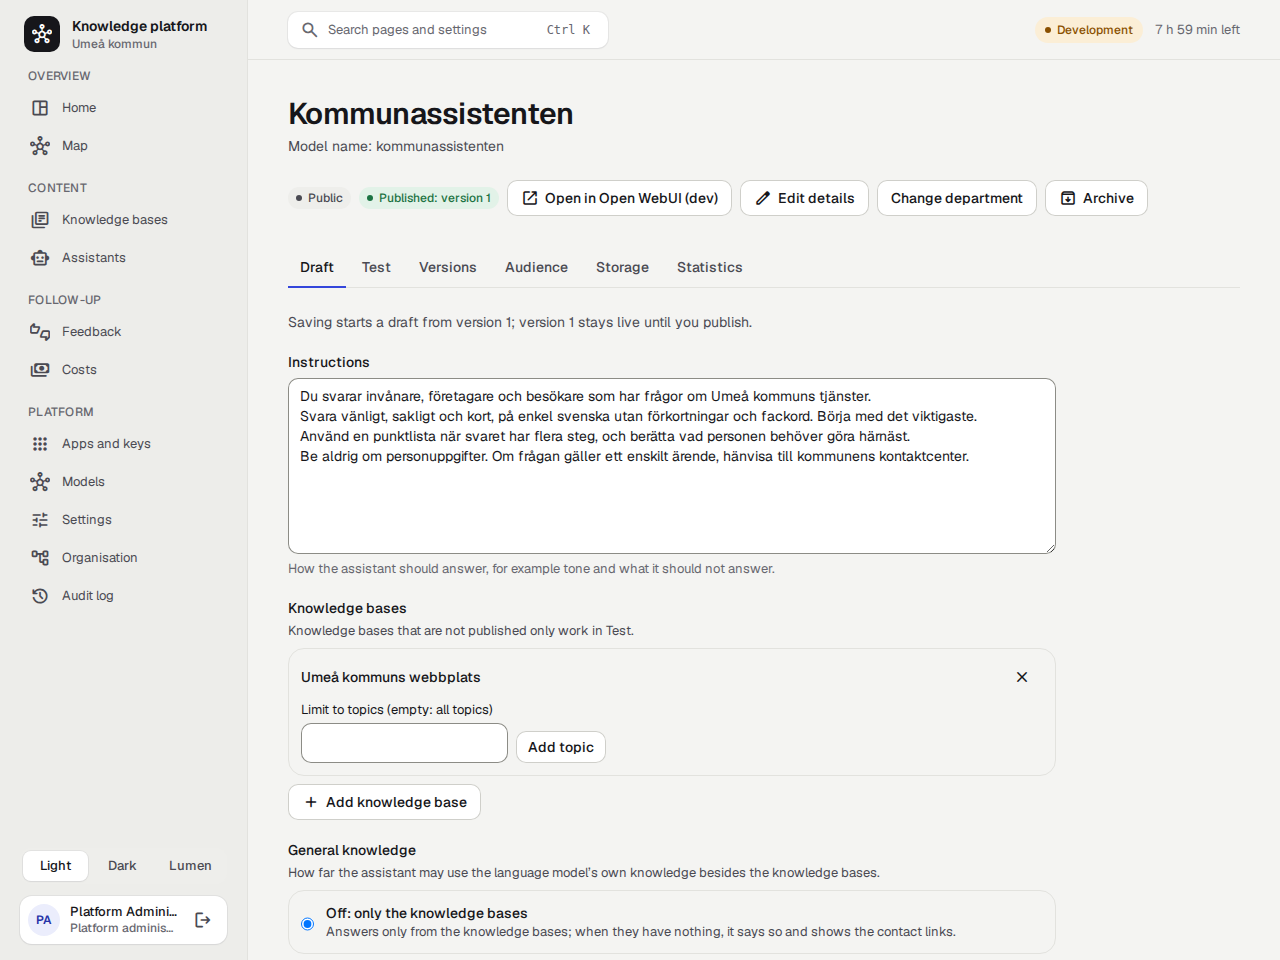 Knowledge platform
Umeå kommun
OVERVIEW
Home
Map
CONTENT
Knowledge bases
Assistants
FOLLOW-UP
Feedback
Costs
PLATFORM
Apps and keys
Models
Settings
Organisation
Audit log
Light Dark Lumen
PA
Platform Admini...
Platform adminis...
Search pages and settings Ctrl K
Development 7 h 59 min left
Kommunassistenten
Model name: kommunassistenten
Public Published: version 1 Open in Open WebUI (dev) Edit details Change department Archive
Draft Test Versions Audience Storage Statistics
Saving starts a draft from version 1; version 1 stays live until you publish.
Instructions
Du svarar invånare, företagare och besökare som har frågor om Umeå kommuns tjänster.
Svara vänligt, sakligt och kort, på enkel svenska utan förkortningar och fackord. Börja med det viktigaste.
Använd en punktlista när svaret har flera steg, och berätta vad personen behöver göra härnäst.
Be aldrig om personuppgifter. Om frågan gäller ett enskilt ärende, hänvisa till kommunens kontaktcenter.
How the assistant should answer, for example tone and what it should not answer.
Knowledge bases
Knowledge bases that are not published only work in Test.
Umeå kommuns webbplats
Limit to topics (empty: all topics)
Add topic
Add knowledge base
General knowledge
How far the assistant may use the language model's own knowledge besides the knowledge bases.
Off: only the knowledge bases
Answers only from the knowledge bases; when they have nothing, it says so and shows the contact links.